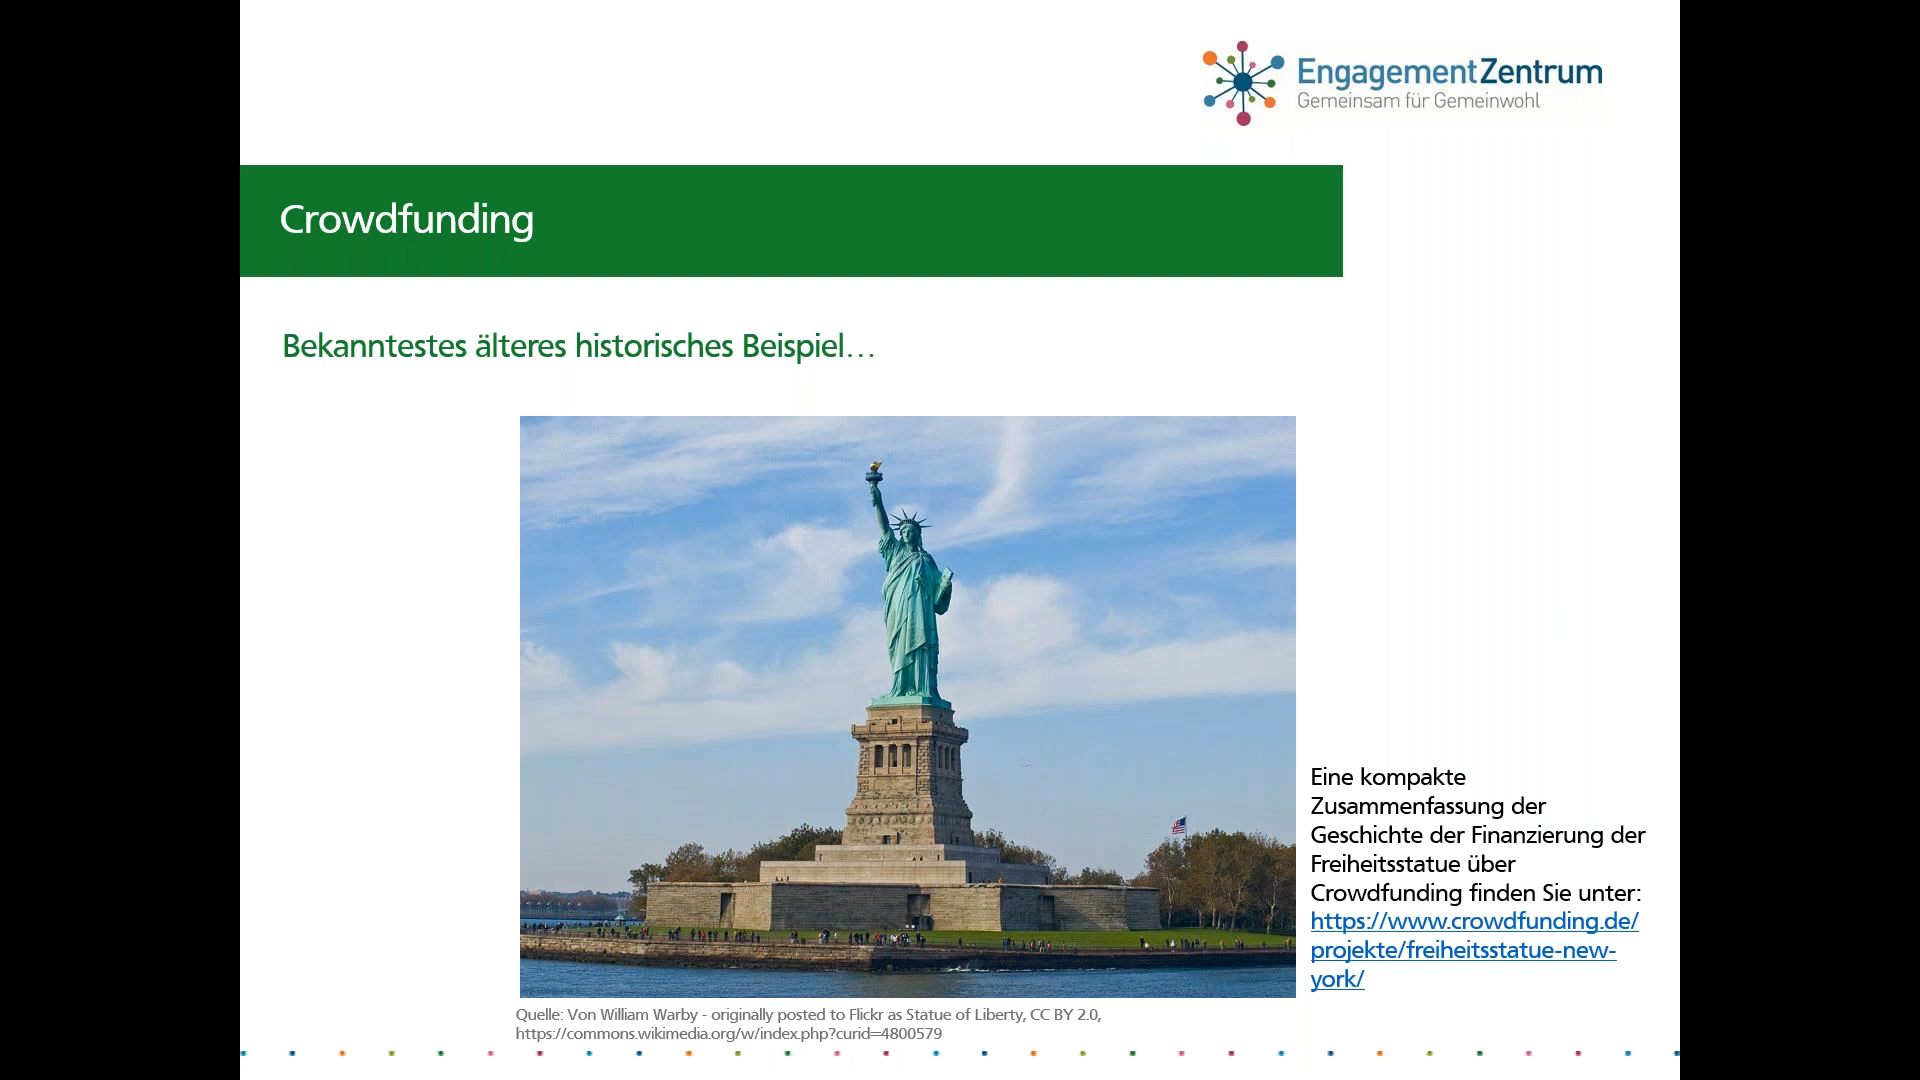 EngagementZentrum
Gemeinsam für Gemeinwohl
Crowdfunding
Bekanntestes älteres historisches Beispiel…
Eine kompakte
Zusammenfassung der
Geschichte der Finanzierung der
Freiheitsstatue über
Crowdfunding finden Sie unter:
https://www.crowdfunding.de/
projekte/freiheitsstatue-new-
york/
Quelle: Von William Warby - originally posted to Flickr as Statue of Liberty, CC BY 2.0,
https://commons.wikimedia.org/w/index.php?curid=4800579